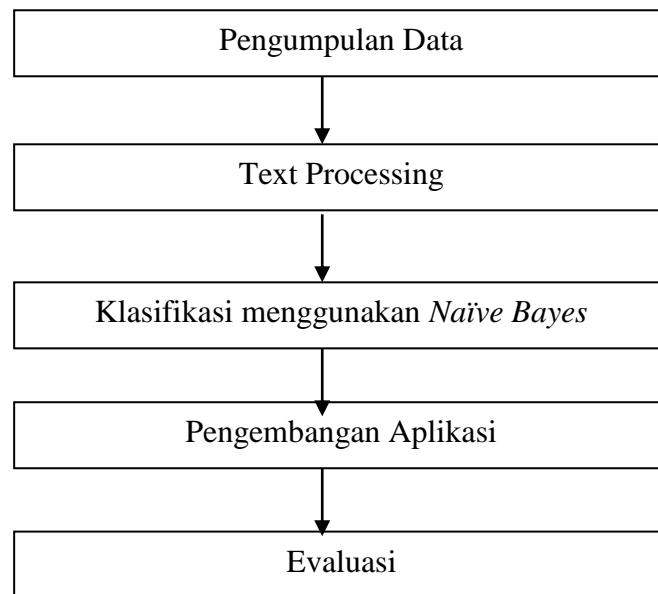 Pengumpulan Data
Text Processing
Klasifikasi menggunakan Naïve Bayes
Pengembangan Aplikasi
Evaluasi